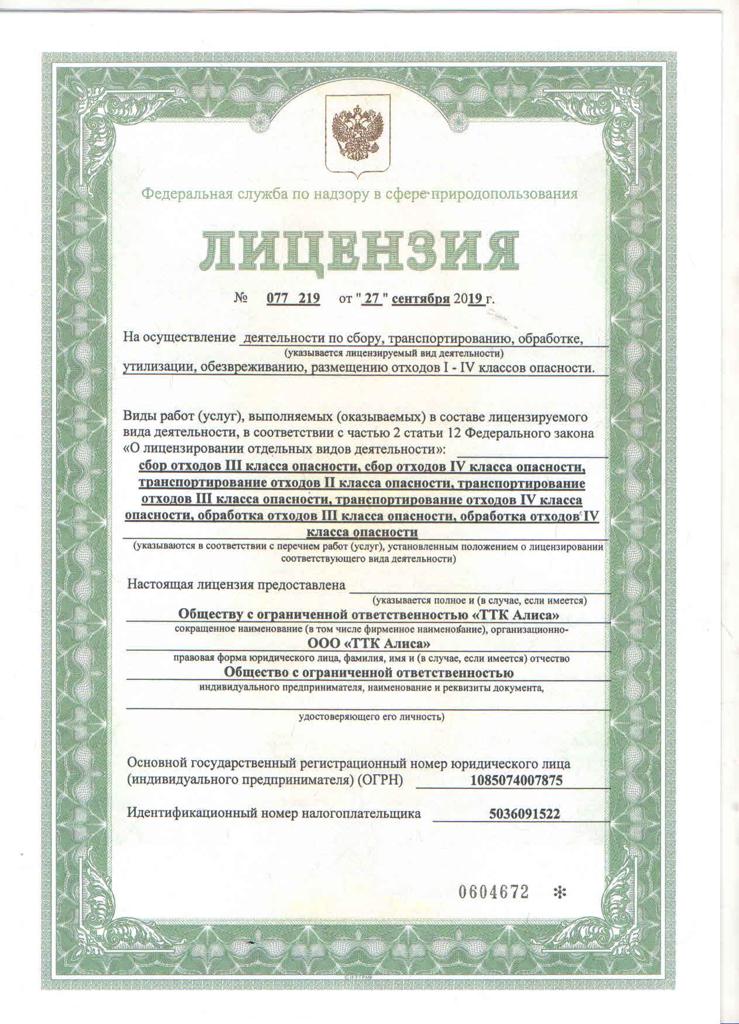 Федеральная служба по надзору в сфере природопользования
ЛИЦЕНЗИЯ
№ 077 219 от "27" сентября 2019 г.
На осуществление деятельности по сбору, транспортированию, обработке,
(указывается лицензируемый вид деятельности)
утилизации, обезвреживанию, размещению отходов I - IV классов опасности.
Виды работ (услуг), выполняемых (оказываемых) в составе лицензируемого
вида деятельности, в соответствии с частью 2 статьи 12 Федерального закона
«О лицензировании отдельных видов деятельности»:
сбор отходов III класса опасности, сбор отходов IV класса опасности,
транспортирование отходов II класса опасности, транспортирование
отходов III класса опасности, транспортирование отходов IV класса
опасности, обработка отходов III класса опасности, обработка отходов IV
класса опасности
(указываются в соответствии с перечнем работ (услуг), установленным положением о лицензировании
соответствующего вида деятельности)
Настоящая лицензия предоставлена
(указывается полное и (в случае, если имеется)
Обществу с ограниченной ответственностью «ТТК Алиса»
сокращенное наименование (в том числе фирменное наименование), организационно-
ООО «ТТК Алиса»
правовая форма юридического лица, фамилия, имя и (в случае, если имеется) отчество
Общество с ограниченной ответственностью
индивидуального предпринимателя, наименование и реквизиты документа,
удостоверяющего его личность)
Основной государственный регистрационный номер юридического лица
(индивидуального предпринимателя) (ОГРН) 1085074007875
Идентификационный номер налогоплательщика 5036091522
0604672 *